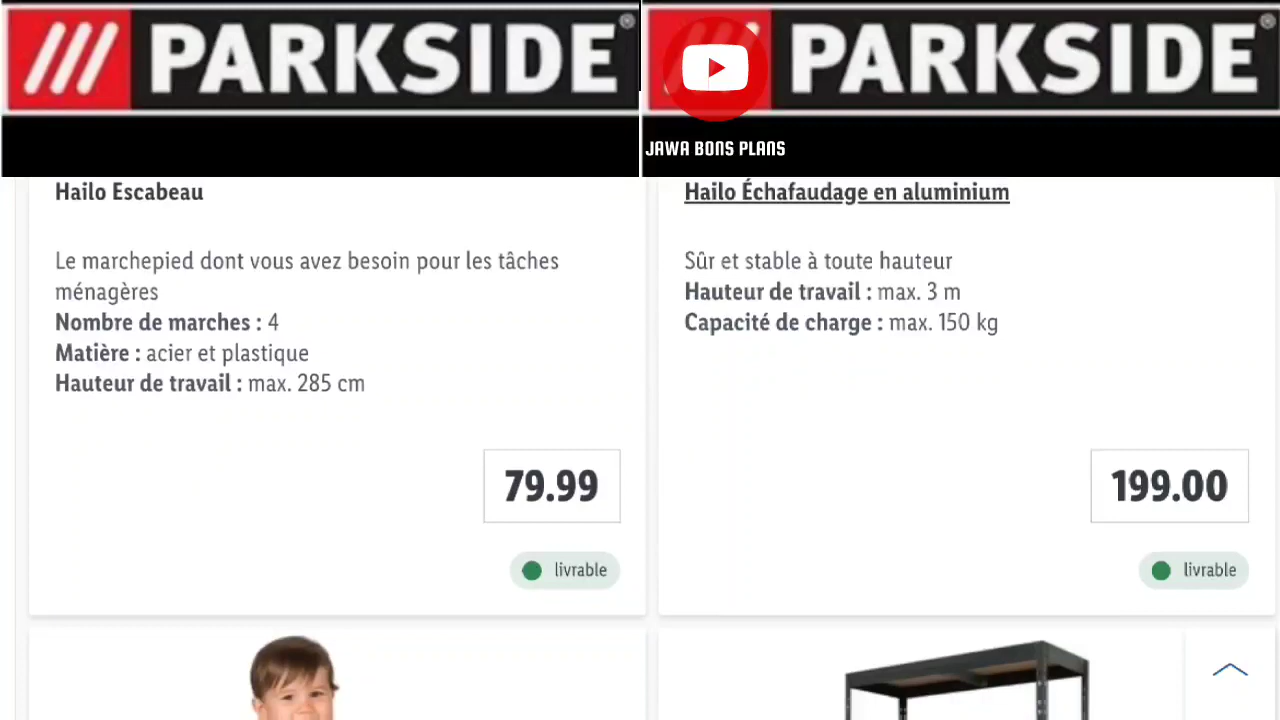 PARKSIDE®
PARKSIDE®
JAWA BONS PLANS
Hailo Escabeau
Le marchepied dont vous avez besoin pour les tâches
ménagères
Nombre de marches : 4
Matière : acier et plastique
Hauteur de travail : max. 285 cm
79.99
livrable
Hailo Échafaudage en aluminium
Sûr et stable à toute hauteur
Hauteur de travail : max. 3 m
Capacité de charge : max. 150 kg
199.00
livrable